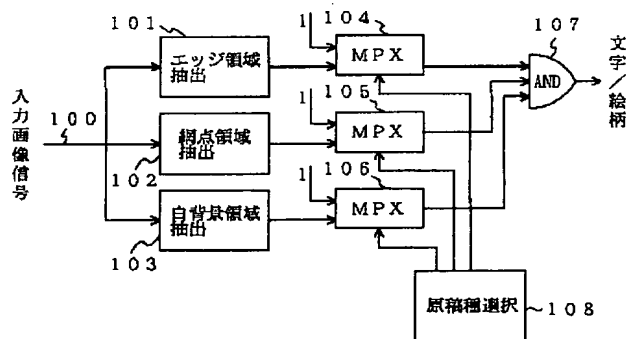 101
エッジ領域
抽出
1
104
MPX
107
AND
文字／絵柄
入力画像信号
100
網点領域
抽出
102
1
105
MPX
白背景領域
抽出
103
1
106
MPX
原稿種選択
108